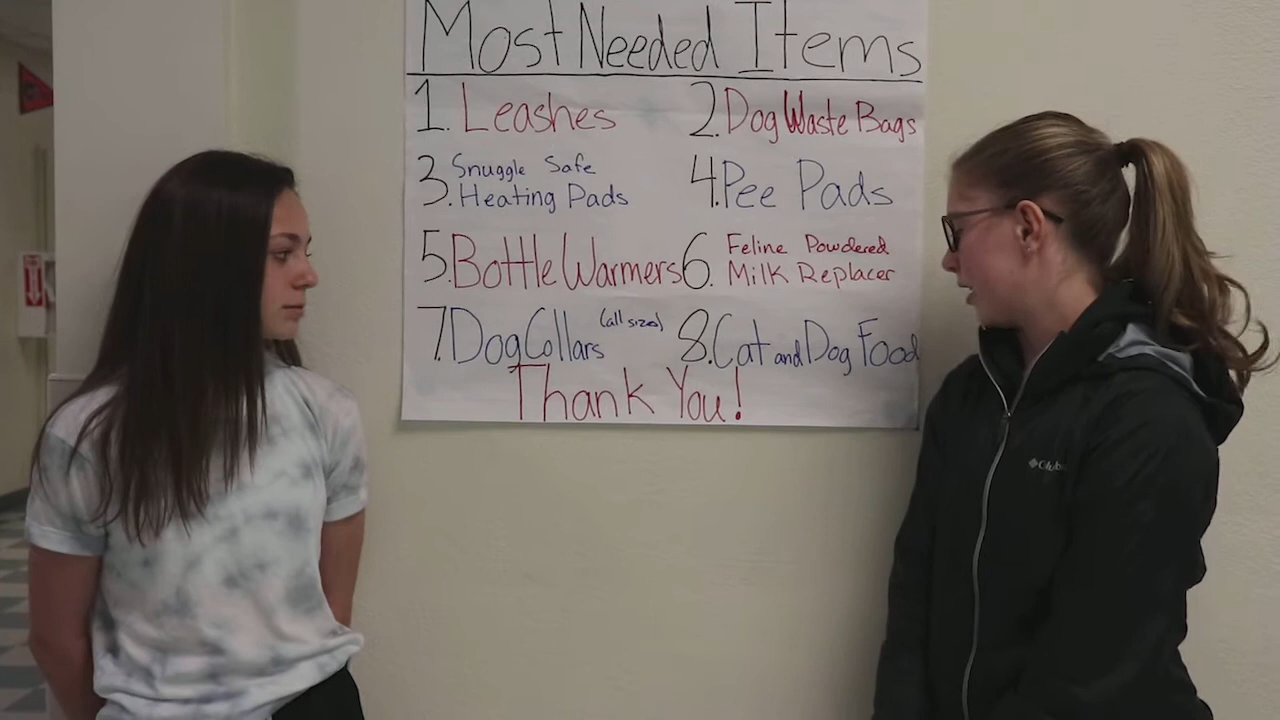 Most Needed Items
1. Leashes
2. Dog Waste Bags
3. Snuggle Safe
Heating Pads
4. Pee Pads
5. Bottle Warmers
6. Feline Powdered
Milk Replacer
7. Dog Collars (all sizes)
8. Cat and Dog Food
Thank You!